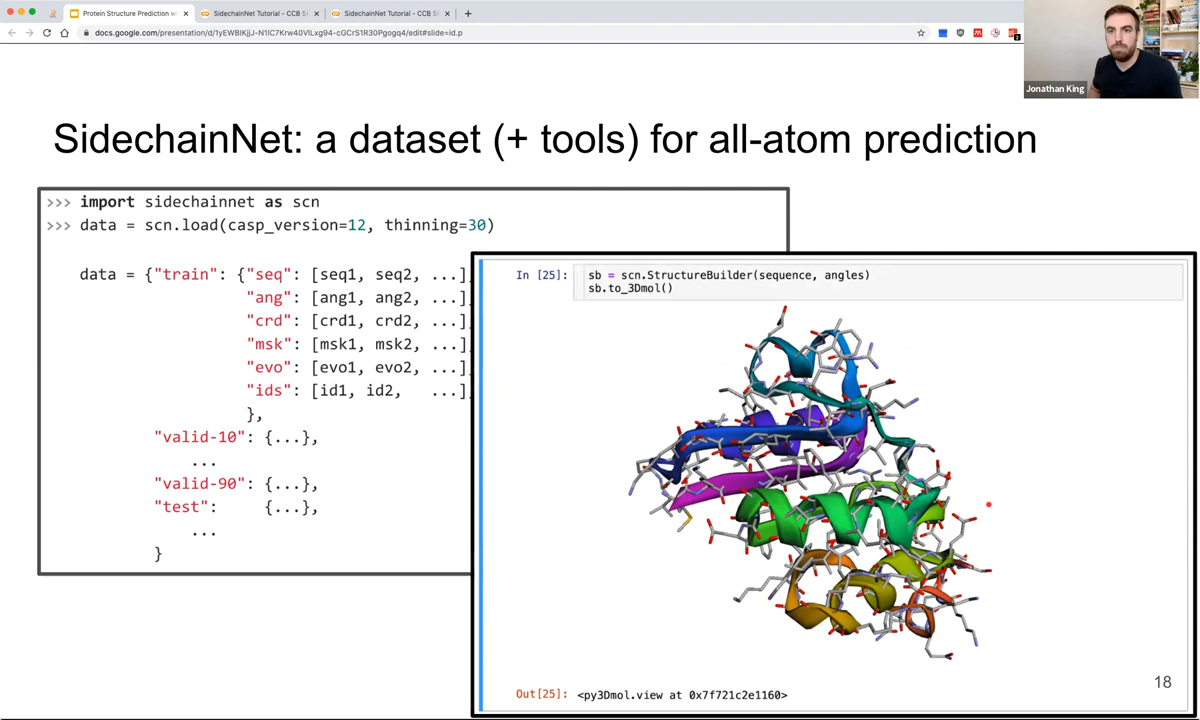 Protein Structure Prediction wi
SidechainNet Tutorial - CCB S
SidechainNet Tutorial - CCB S
docs.google.com/presentation/d/1yEWBIKjjJ-N1lC7Krw40VlLxg94-cGCrS1R30Pgogq4/edit#slide=id.p
Jonathan King
SidechainNet: a dataset (+ tools) for all-atom prediction
>>> import sidechainnet as scn
>>> data = scn.load(casp_version=12, thinning=30)
data = {"train": {"seq": [seq1, seq2, ...]
"ang": [ang1, ang2, ...]
"crd": [crd1, crd2, ...]
"msk": [msk1, msk2, ...]
"evo": [evo1, evo2, ...]
"ids": [id1, id2, ...]
},
"valid-10": {...},
...
"valid-90": {...},
"test": {...},
...
}
In [25]: sb = scn.StructureBuilder(sequence, angles)
sb.to_3Dmol()
Out[25]: <py3Dmol.view at 0x7f721c2e1160>
18